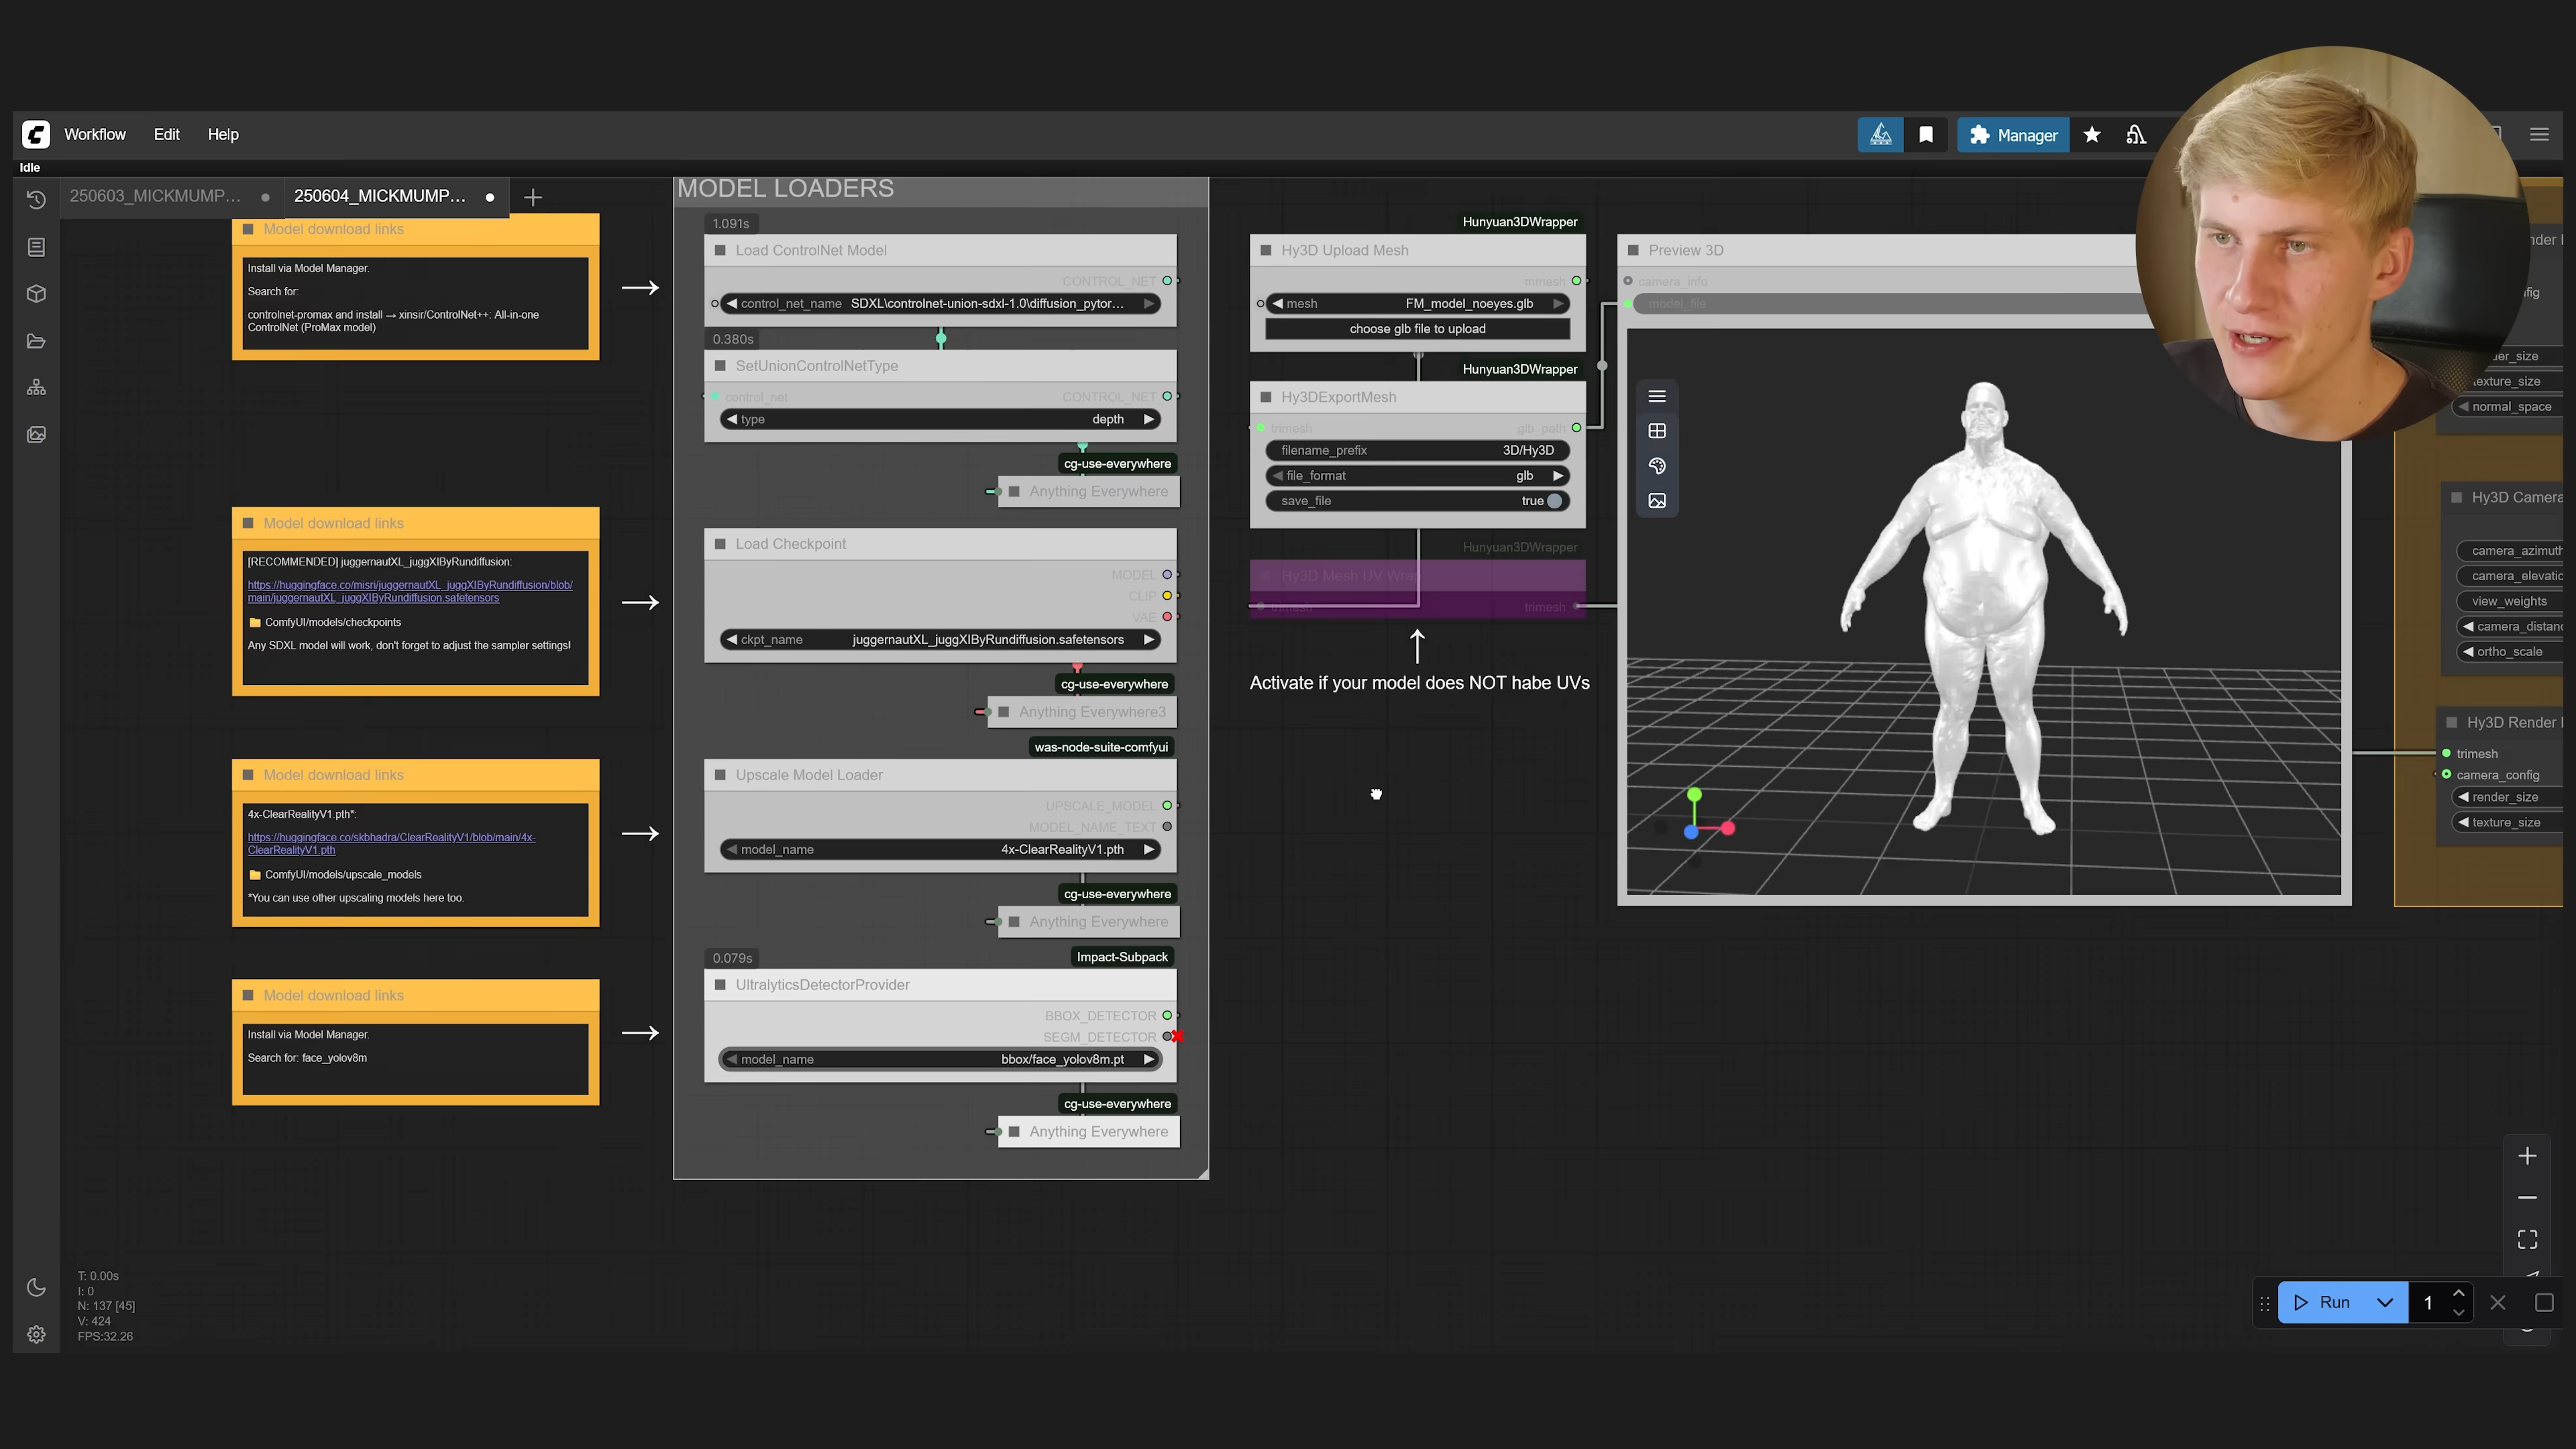 Workflow Edit Help
Manager
Idle
250603_MICKMUMP...
250604_MICKMUMP...
Model download links
Install via Model Manager.
Search for:
controlnet-promax and install → xinsir/ControlNet++: All-in-one
ControlNet (ProMax model)
Model download links
[RECOMMENDED] juggernautXL_juggXIByRundiffusion:
https://huggingface.co/misri/juggernautXL_juggXIByRundiffusion/blob/
main/juggernautXL_juggXIByRundiffusion.safetensors
ComfyUI/models/checkpoints
Any SDXL model will work, don't forget to adjust the sampler settings!
Model download links
4x-ClearRealityV1.pth*:
https://huggingface.co/skbhadra/ClearRealityV1/blob/main/4x-
ClearRealityV1.pth
ComfyUI/models/upscale_models
*You can use other upscaling models here too.
Model download links
Install via Model Manager.
Search for: face_yolov8m
MODEL LOADERS
1.091s
Load ControlNet Model
CONTROL_NET
control_net_name SDXL\controlnet-union-sdxl-1.0\diffusion_pytor...
0.380s
SetUnionControlNetType
control_net CONTROL_NET
type depth
cg-use-everywhere
Anything Everywhere
Load Checkpoint
MODEL
CLIP
VAE
ckpt_name juggernautXL_juggXIByRundiffusion.safetensors
cg-use-everywhere
Anything Everywhere3
was-node-suite-comfyui
Upscale Model Loader
UPSCALE_MODEL
MODEL_NAME_TEXT
model_name 4x-ClearRealityV1.pth
cg-use-everywhere
Anything Everywhere
0.079s
Impact-Subpack
UltralyticsDetectorProvider
BBOX_DETECTOR
SEGM_DETECTOR
model_name bbox/face_yolov8m.pt
cg-use-everywhere
Anything Everywhere
Hunyuan3DWrapper
Hy3D Upload Mesh
mmesh
mesh FM_model_noeyes.glb
choose glb file to upload
Hunyuan3DWrapper
Hy3DExportMesh
trimesh glb_path
filename_prefix 3D/Hy3D
file_format glb
save_file true
Hunyuan3DWrapper
Hy3D Mesh UV Wrap
trimesh trimesh
Activate if your model does NOT habe UVs
Preview 3D
camera_info
model_file
texture_size
normal_space
Hy3D Camera
camera_azimuth
camera_elevatio
view_weights
camera_distanc
ortho_scale
Hy3D Render
trimesh
camera_config
render_size
texture_size
T: 0.00s
I: 0
N: 137 [45]
V: 424
FPS:32.26
Run 1